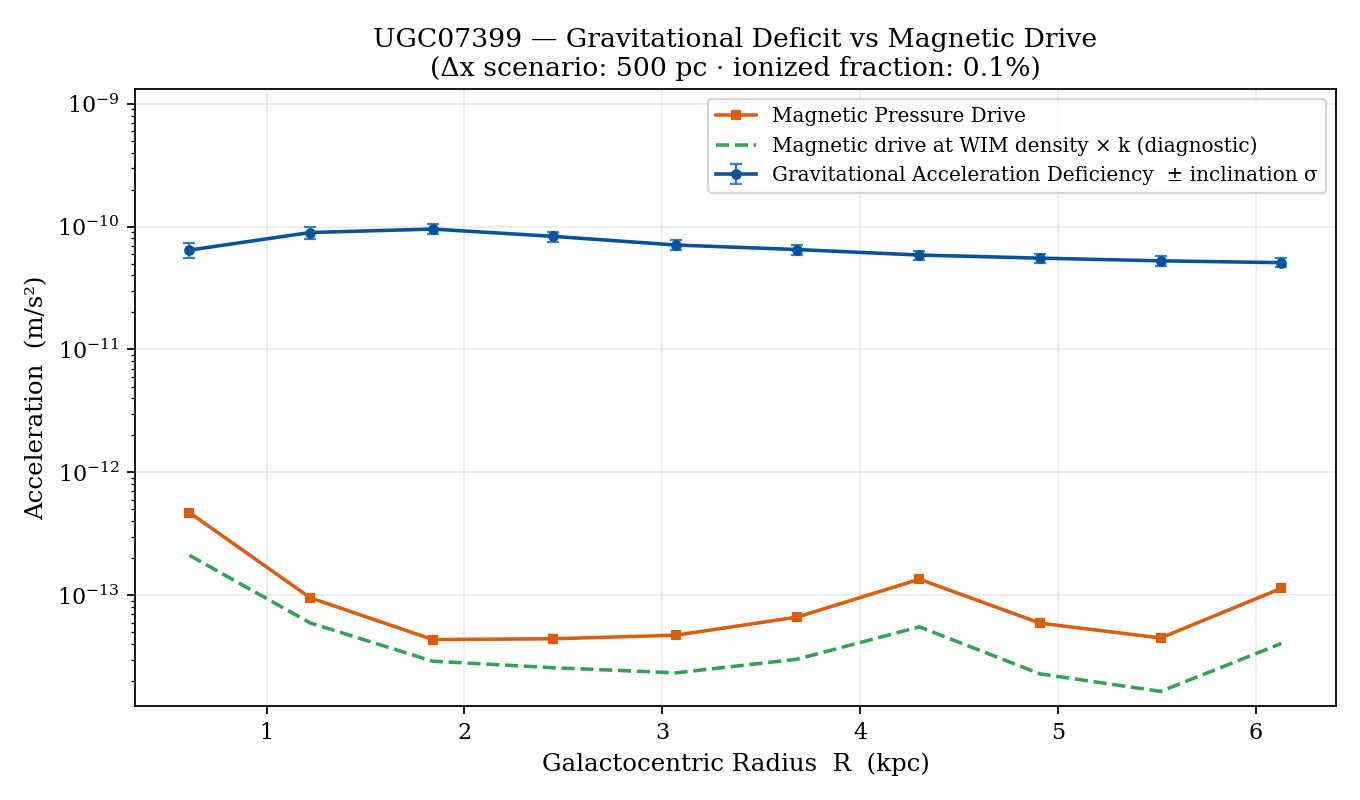 UGC07399 — Gravitational Deficit vs Magnetic Drive
(Δx scenario: 500 pc · ionized fraction: 0.1%)
Magnetic Pressure Drive
Magnetic drive at WIM density × k (diagnostic)
Gravitational Acceleration Deficiency ± inclination σ
Acceleration (m/s²)
10⁻⁹
10⁻¹⁰
10⁻¹¹
10⁻¹²
10⁻¹³
1 2 3 4 5 6
Galactocentric Radius R (kpc)